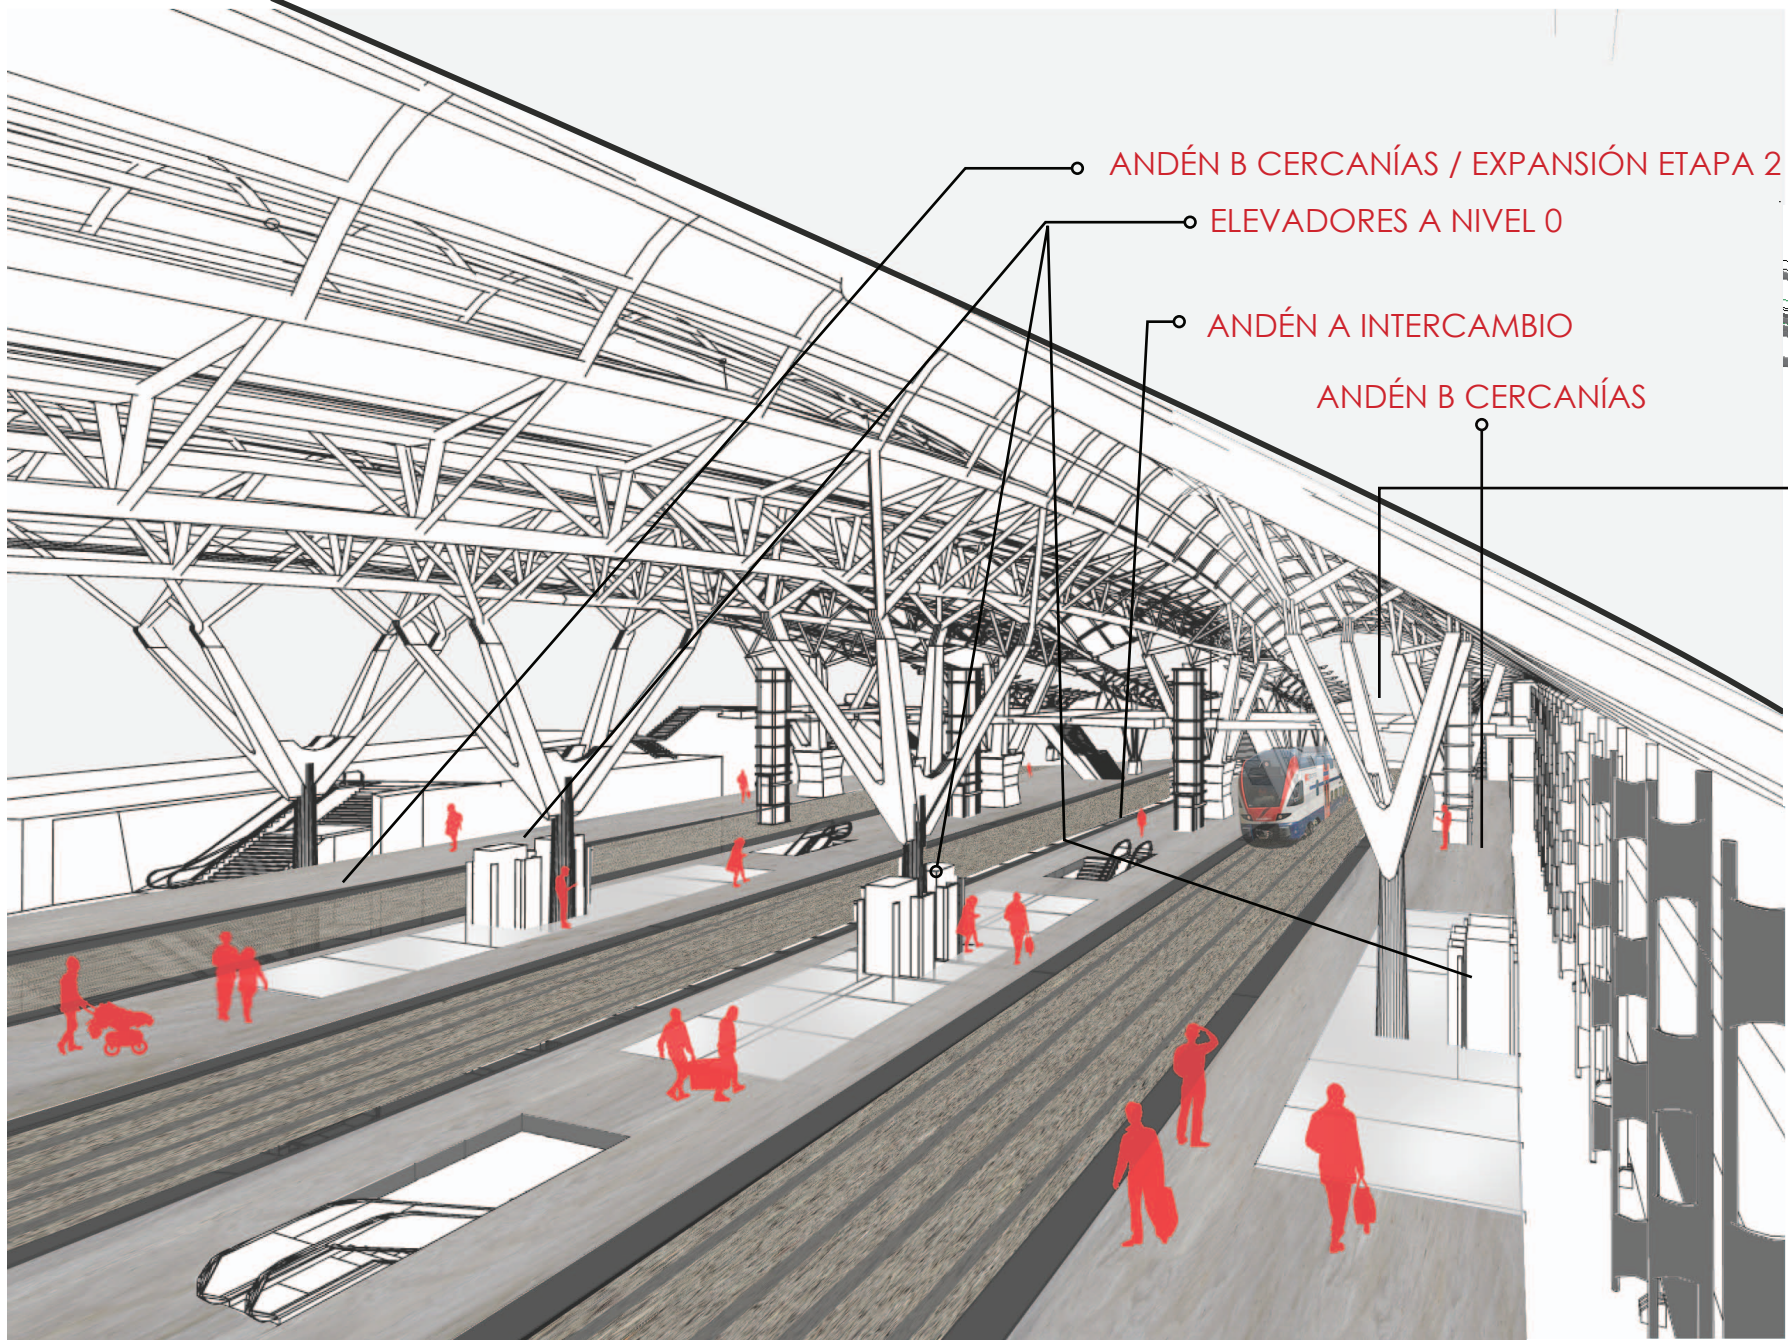 ANDÉN B CERCANÍAS / EXPANSIÓN ETAPA 2
ELEVADORES A NIVEL 0
ANDÉN A INTERCAMBIO
ANDÉN B CERCANÍAS